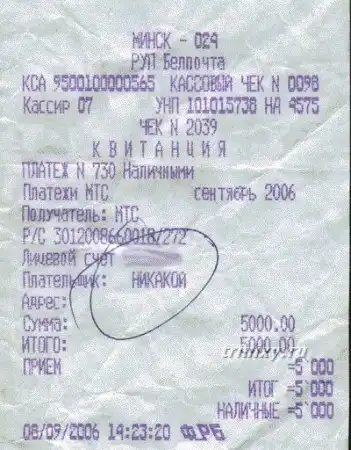 МИНСК - 024
РУП Белпочта
КСА 9500100000565 КАССОВЫЙ ЧЕК N 0098
Кассир 07 УНП 101015738 НА 4575
ЧЕК N 2039
КВИТАНЦИЯ
ПЛАТЕЖ N 730 Наличными
Платежи МТС сентябрь 2006
Получатель: МТС
Р/С 3012008660018/272
Лицевой счет
Плательщик: НИКАКОЙ
Адрес:
Сумма: 5000.00
ИТОГО: 5000.00
ПРИЕМ =5`000
ИТОГ =5`000
НАЛИЧНЫЕ =5`000
08/09/2006 14:23:20 ФРБ